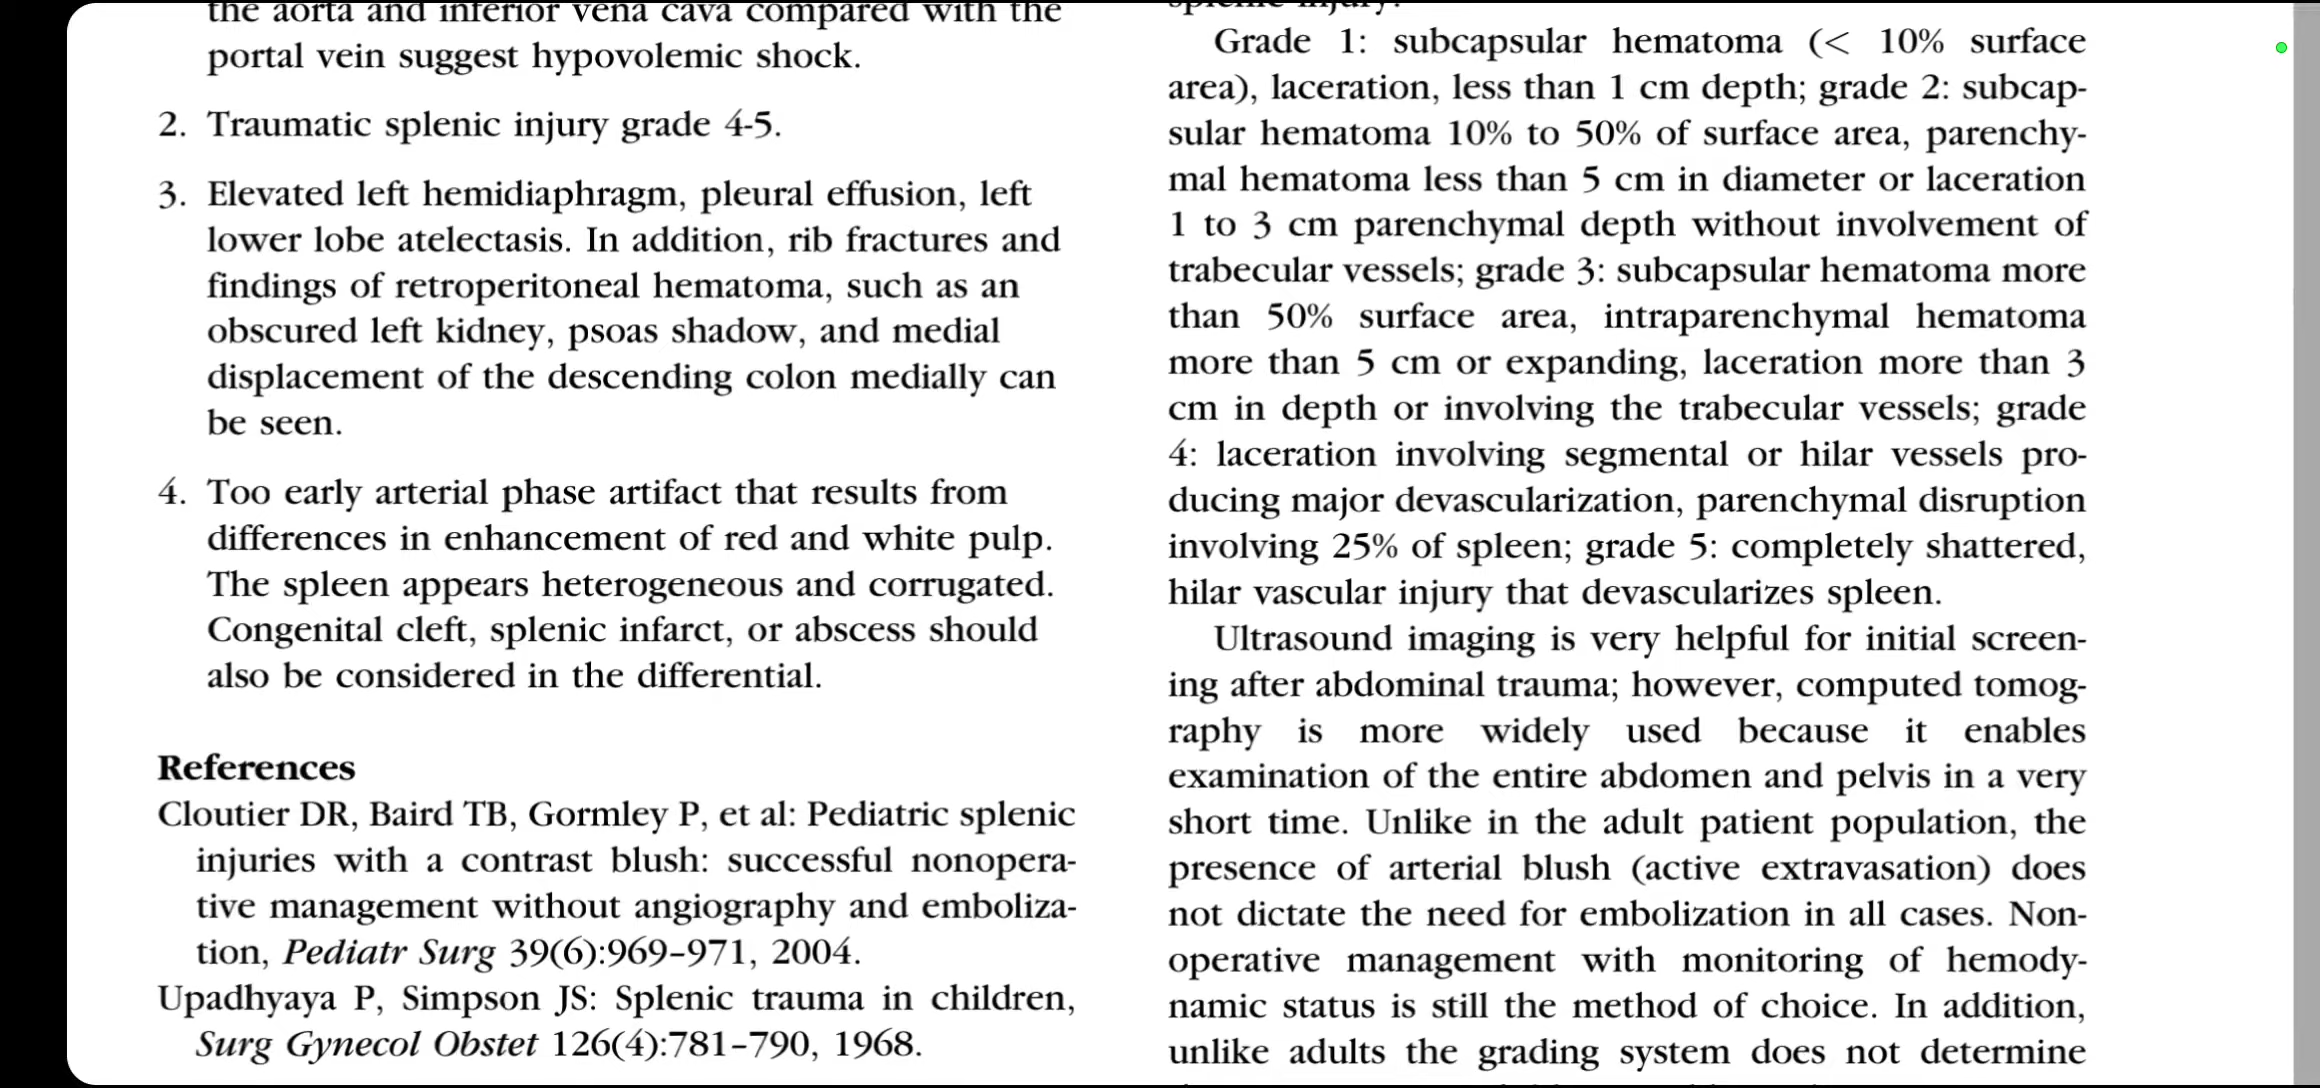 the aorta and inferior vena cava compared with the
portal vein suggest hypovolemic shock.
2. Traumatic splenic injury grade 4-5.
3. Elevated left hemidiaphragm, pleural effusion, left
lower lobe atelectasis. In addition, rib fractures and
findings of retroperitoneal hematoma, such as an
obscured left kidney, psoas shadow, and medial
displacement of the descending colon medially can
be seen.
4. Too early arterial phase artifact that results from
differences in enhancement of red and white pulp.
The spleen appears heterogeneous and corrugated.
Congenital cleft, splenic infarct, or abscess should
also be considered in the differential.
References
Cloutier DR, Baird TB, Gormley P, et al: Pediatric splenic
injuries with a contrast blush: successful nonopera-
tive management without angiography and emboliza-
tion, Pediatr Surg 39(6):969–971, 2004.
Upadhyaya P, Simpson JS: Splenic trauma in children,
Surg Gynecol Obstet 126(4):781–790, 1968.
splenic injury.
Grade 1: subcapsular hematoma (< 10% surface
area), laceration, less than 1 cm depth; grade 2: subcap-
sular hematoma 10% to 50% of surface area, parenchy-
mal hematoma less than 5 cm in diameter or laceration
1 to 3 cm parenchymal depth without involvement of
trabecular vessels; grade 3: subcapsular hematoma more
than 50% surface area, intraparenchymal hematoma
more than 5 cm or expanding, laceration more than 3
cm in depth or involving the trabecular vessels; grade
4: laceration involving segmental or hilar vessels pro-
ducing major devascularization, parenchymal disruption
involving 25% of spleen; grade 5: completely shattered,
hilar vascular injury that devascularizes spleen.
Ultrasound imaging is very helpful for initial screen-
ing after abdominal trauma; however, computed tomog-
raphy is more widely used because it enables
examination of the entire abdomen and pelvis in a very
short time. Unlike in the adult patient population, the
presence of arterial blush (active extravasation) does
not dictate the need for embolization in all cases. Non-
operative management with monitoring of hemody-
namic status is still the method of choice. In addition,
unlike adults the grading system does not determine